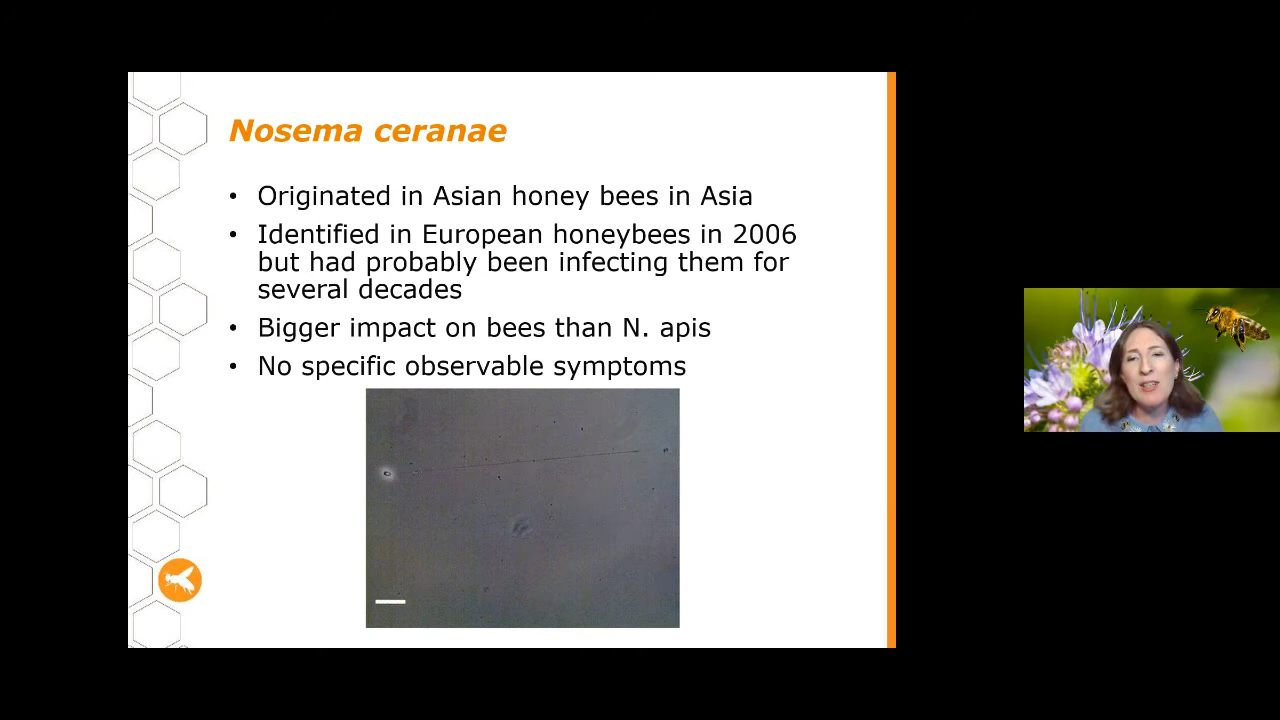 Nosema ceranae
• Originated in Asian honey bees in Asia
• Identified in European honeybees in 2006
but had probably been infecting them for
several decades
• Bigger impact on bees than N. apis
• No specific observable symptoms